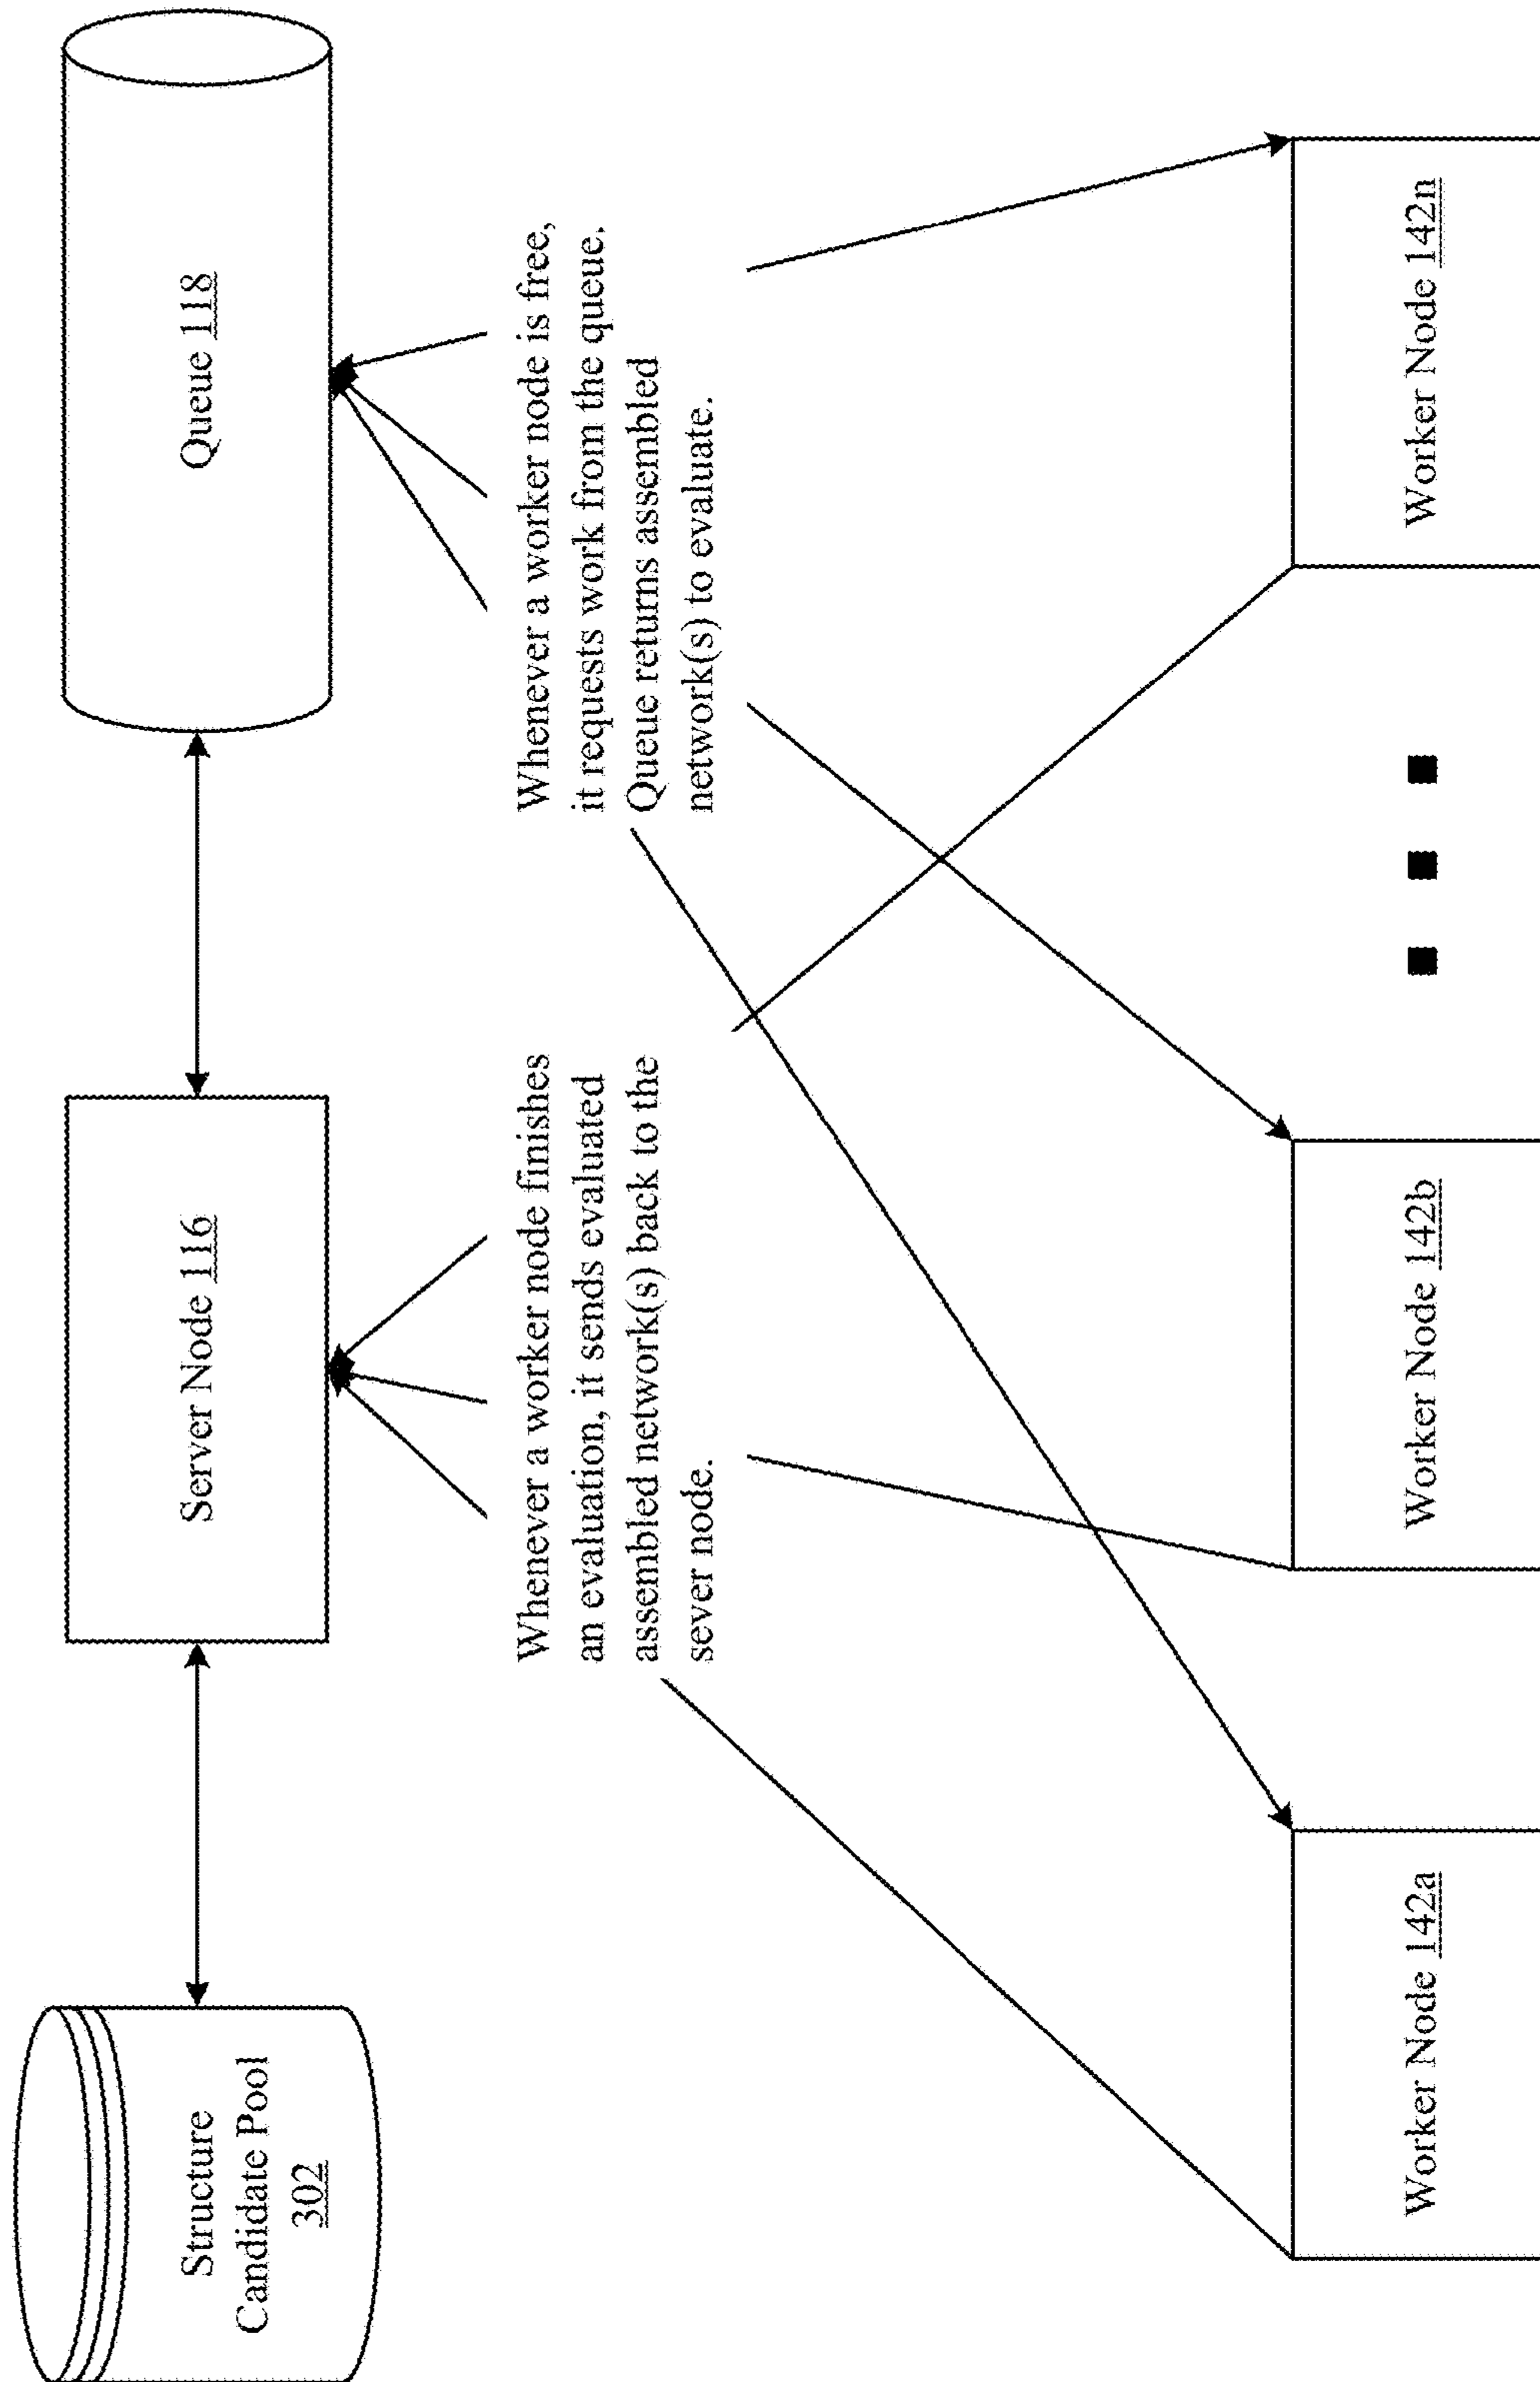 Structure
Candidate Pool
302
Server Node 116
Queue 118
Whenever a worker node finishes
an evaluation, it sends evaluated
assembled network(s) back to the
sever node.
Whenever a worker node is free,
it requests work from the queue.
Queue returns assembled
network(s) to evaluate.
Worker Node 142a
Worker Node 142b
Worker Node 142n